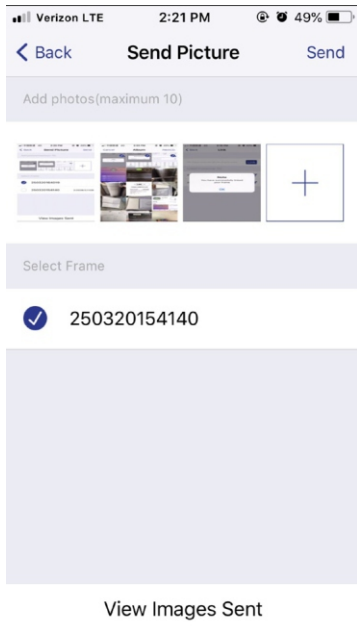 Verizon LTE 2:21 PM 49%
Back Send Picture Send
Add photos(maximum 10)
Select Frame
250320154140
View Images Sent